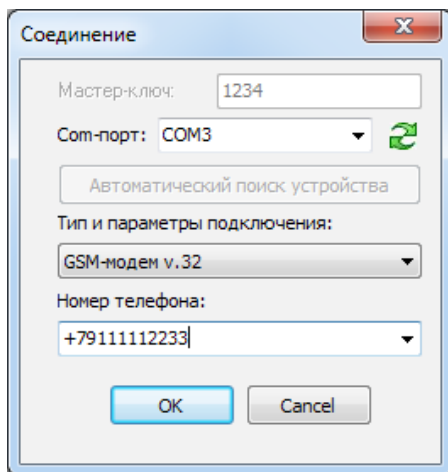 Соединение
Мастер-ключ: 1234
Com-порт: COM3
Автоматический поиск устройства
Тип и параметры подключения:
GSM-модем v.32
Номер телефона:
+79111112233
OK Cancel